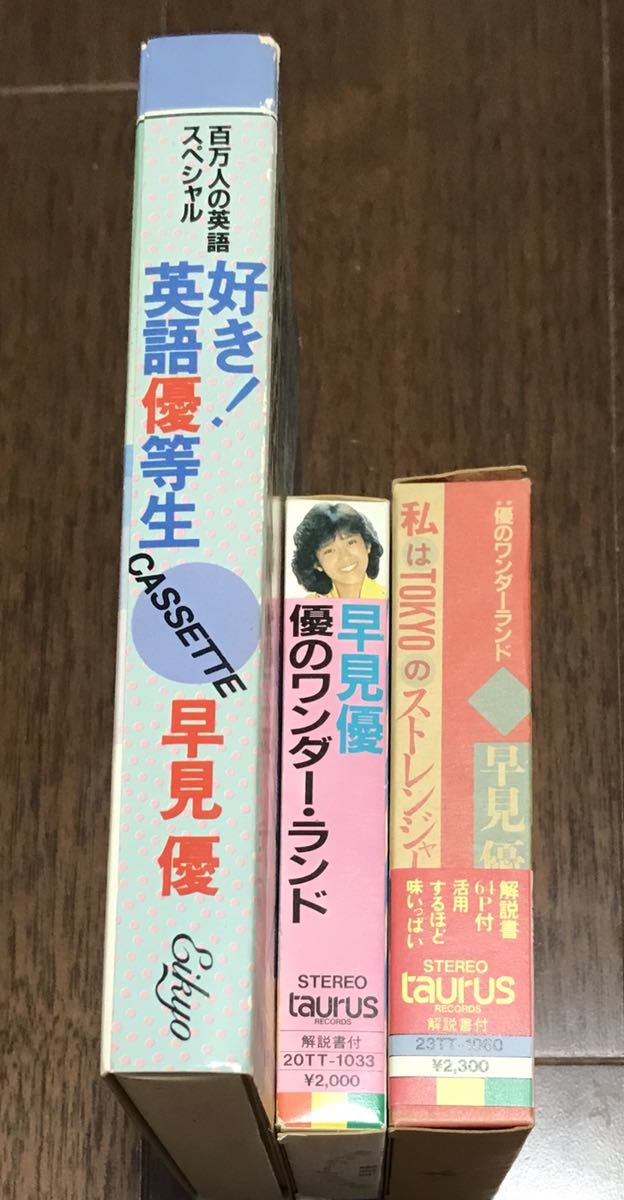 百万人の英語
スペシャル
好き!
英語優等生
CASSETTE
早見 優
Eikyo
早見優
優のワンダー・ランド
STEREO
taurus
RECORDS
解説書付
20TT-1033
¥2,000
優のワンダーランド
私はTOKYOのストレンジャー
早見優
解説書
64P付
活用
するほど
味いっぱい
STEREO
taurus
RECORDS
解説書付
23TT-1060
¥2,300